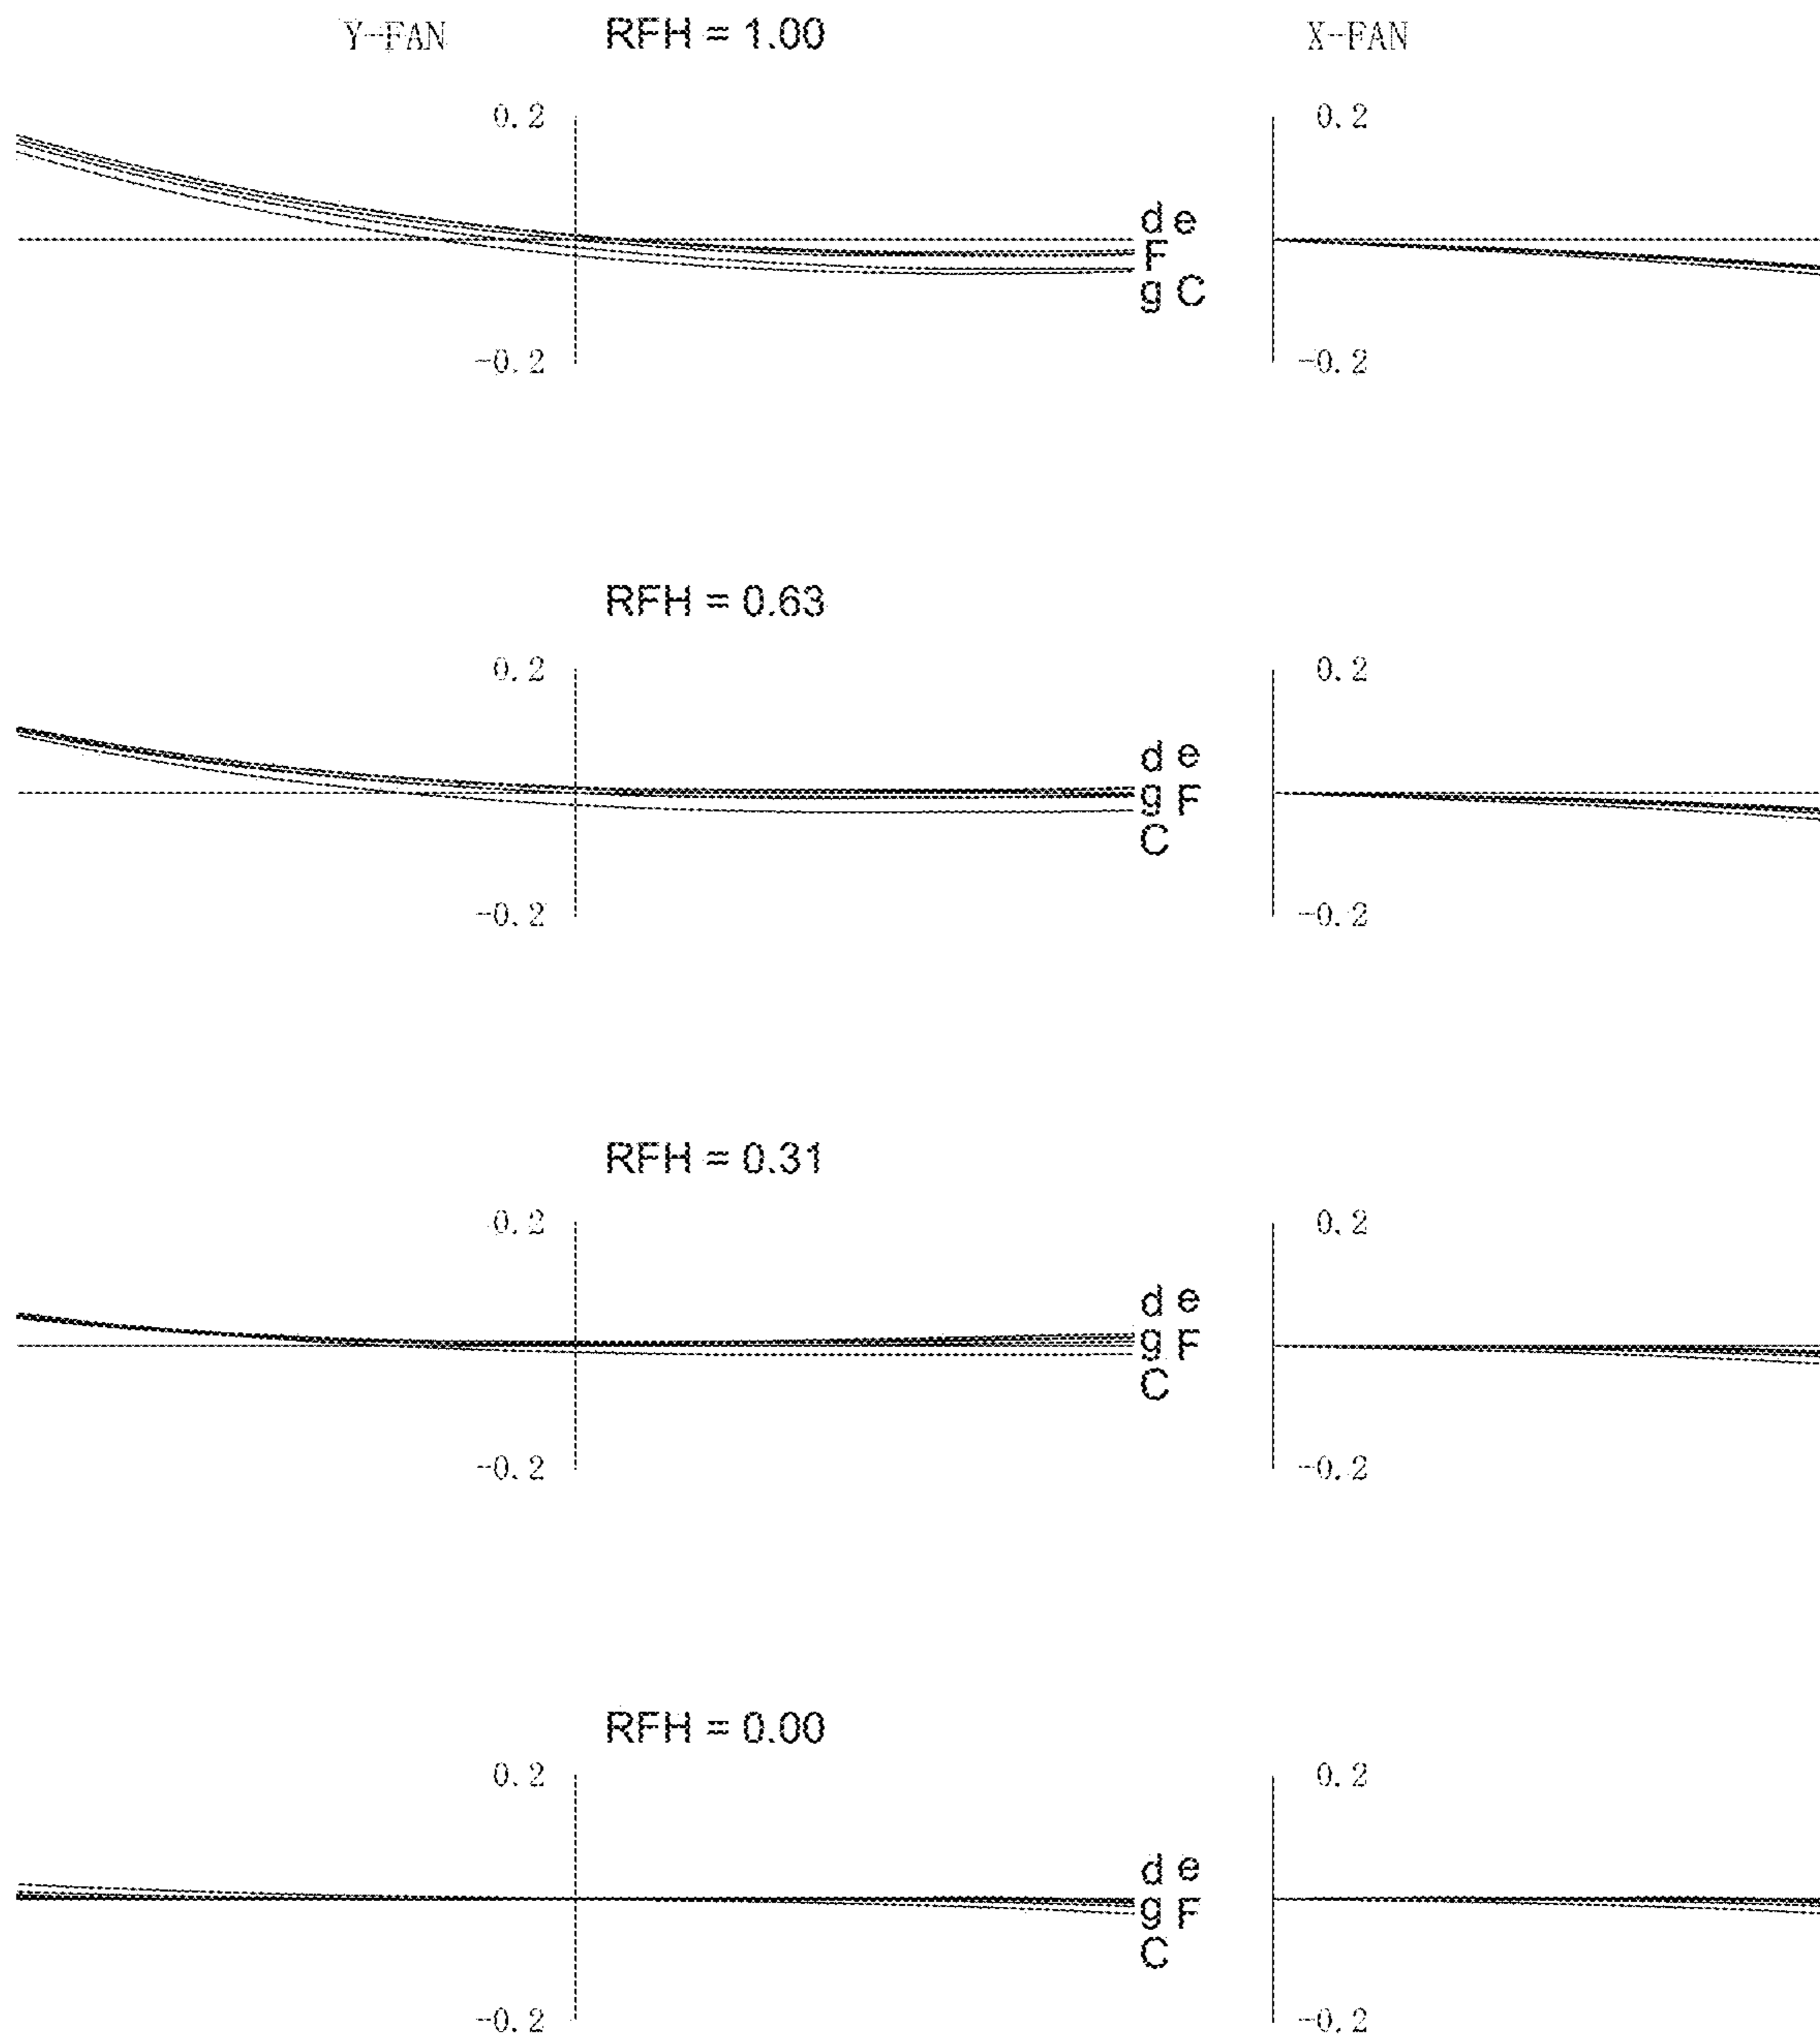 Y-FAN RFH = 1.00 X-FAN
0.2 0.2
d e
F
g C
-0.2 -0.2
RFH = 0.63
0.2 0.2
d e
g F
C
-0.2 -0.2
RFH = 0.31
0.2 0.2
d e
g F
C
-0.2 -0.2
RFH = 0.00
0.2 0.2
d e
g F
C
-0.2 -0.2